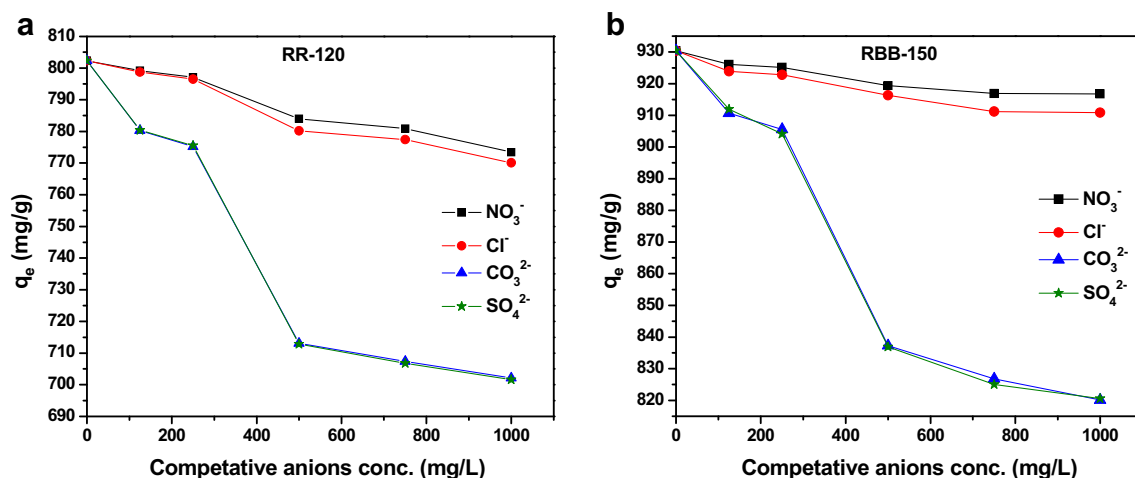 a
RR-120
q_e (mg/g)
810
800
790
780
770
760
750
740
730
720
710
700
690
NO₃⁻
Cl⁻
CO₃²⁻
SO₄²⁻
0 200 400 600 800 1000
Competative anions conc. (mg/L)
b
RBB-150
q_e (mg/g)
930
920
910
900
890
880
870
860
850
840
830
820
NO₃⁻
Cl⁻
CO₃²⁻
SO₄²⁻
0 200 400 600 800 1000
Competative anions conc. (mg/L)